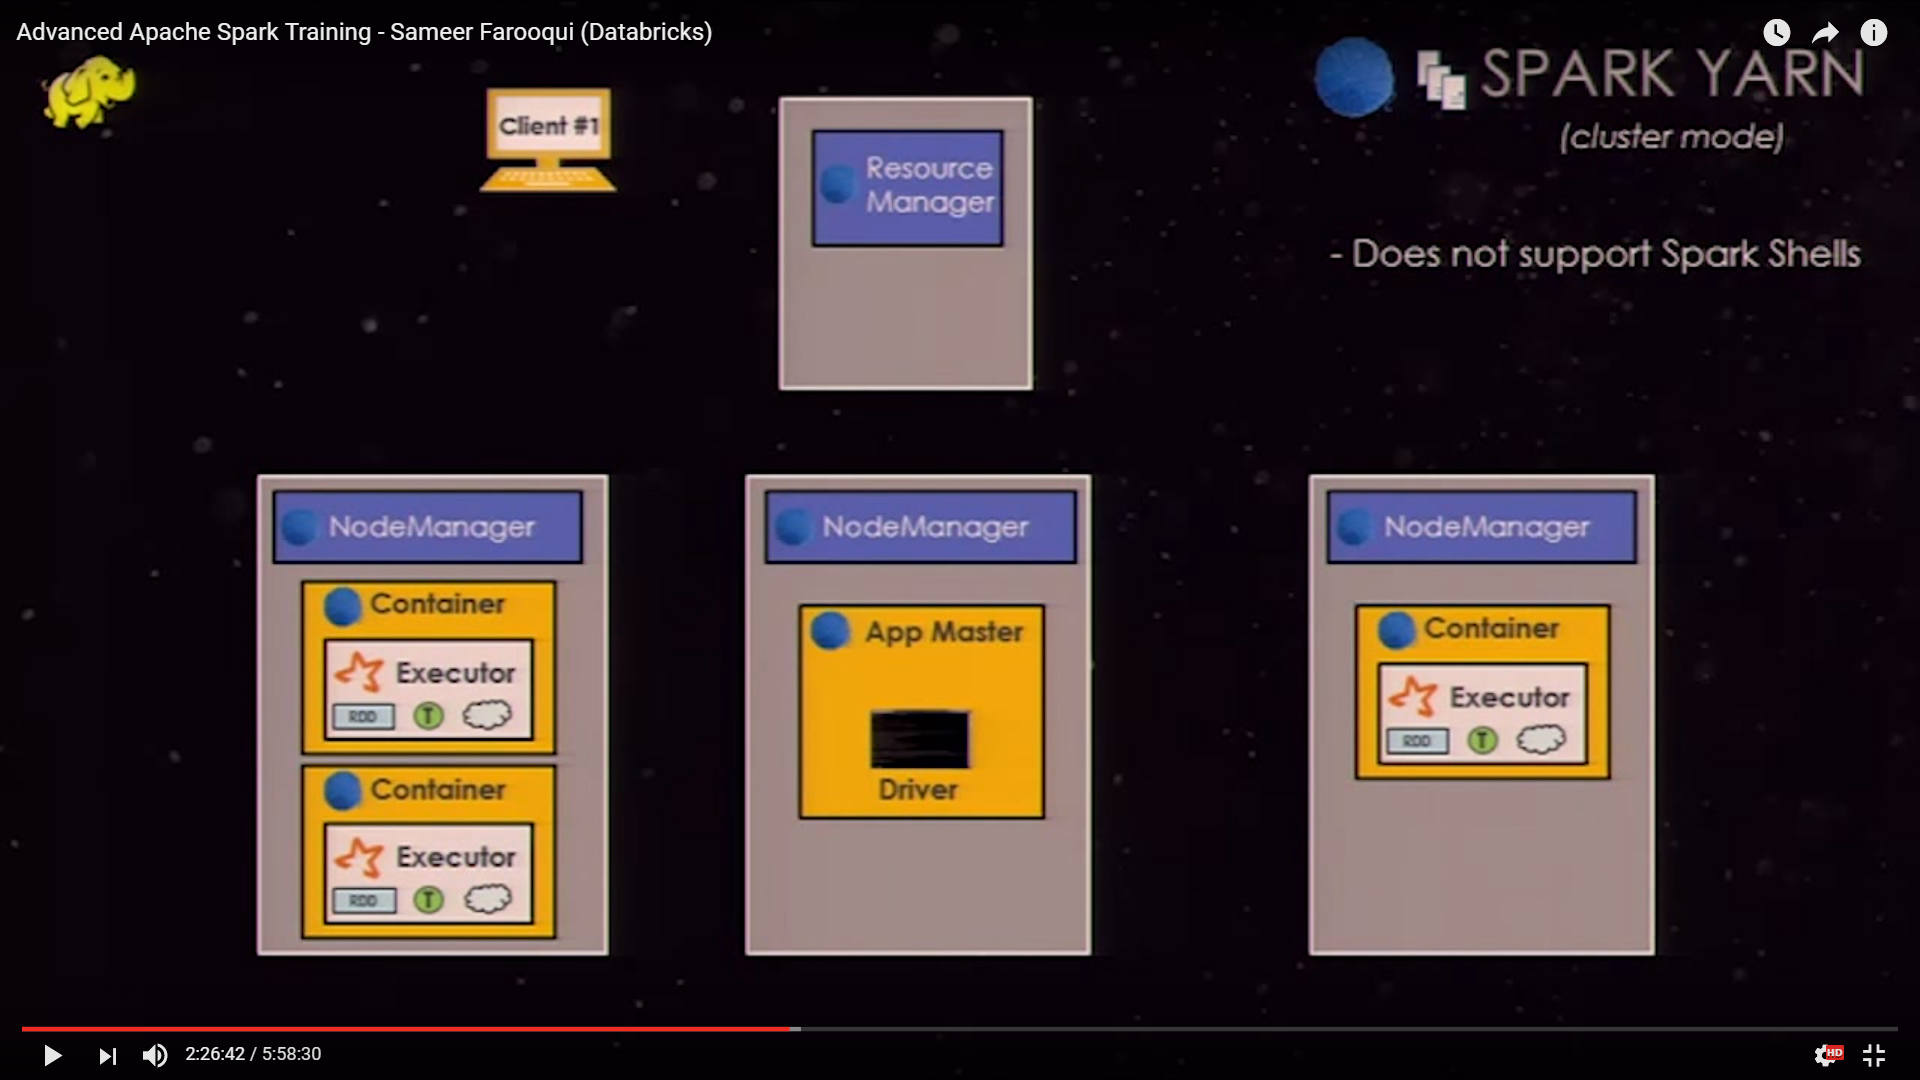 Advanced Apache Spark Training - Sameer Farooqui (Databricks)
SPARK YARN
(cluster mode)
Client #1
Resource
Manager
- Does not support Spark Shells
NodeManager
Container
Executor
RDD T
Container
Executor
RDD T
NodeManager
App Master
Driver
NodeManager
Container
Executor
RDD T
2:26:42 / 5:58:30
HD